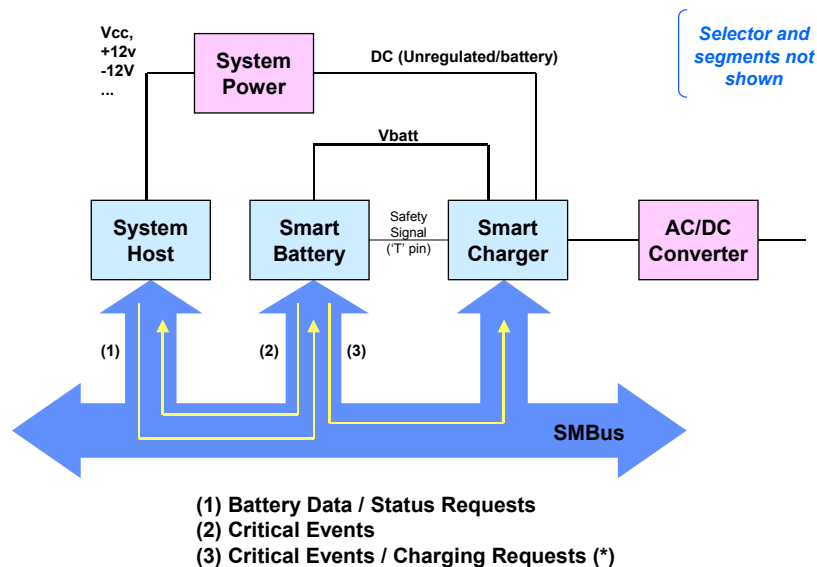 Vcc,
+12v
-12V
...
System
Power
DC (Unregulated/battery)
Selector and
segments not
shown
Vbatt
System
Host
Smart
Battery
Safety
Signal
('T' pin)
Smart
Charger
AC/DC
Converter
(1)
(2)
(3)
SMBus
(1) Battery Data / Status Requests
(2) Critical Events
(3) Critical Events / Charging Requests (*)